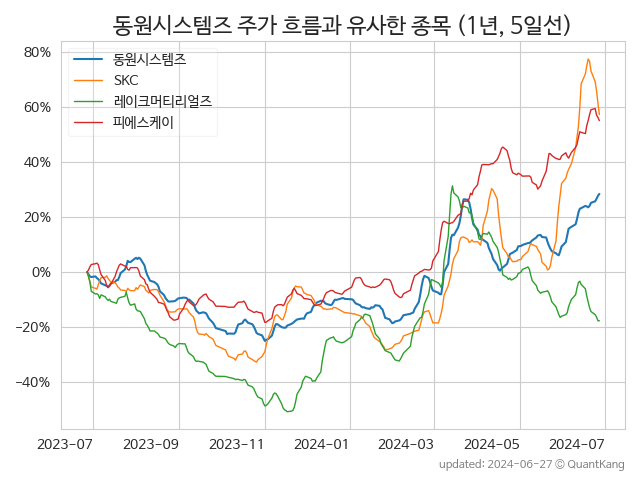 동원시스템즈 주가 흐름과 유사한 종목 (1년, 5일선)
80%
60%
40%
20%
0%
−20%
−40%
동원시스템즈
SKC
레이크머티리얼즈
피에스케이
2023-07 2023-09 2023-11 2024-01 2024-03 2024-05 2024-07
updated: 2024-06-27 © QuantKang